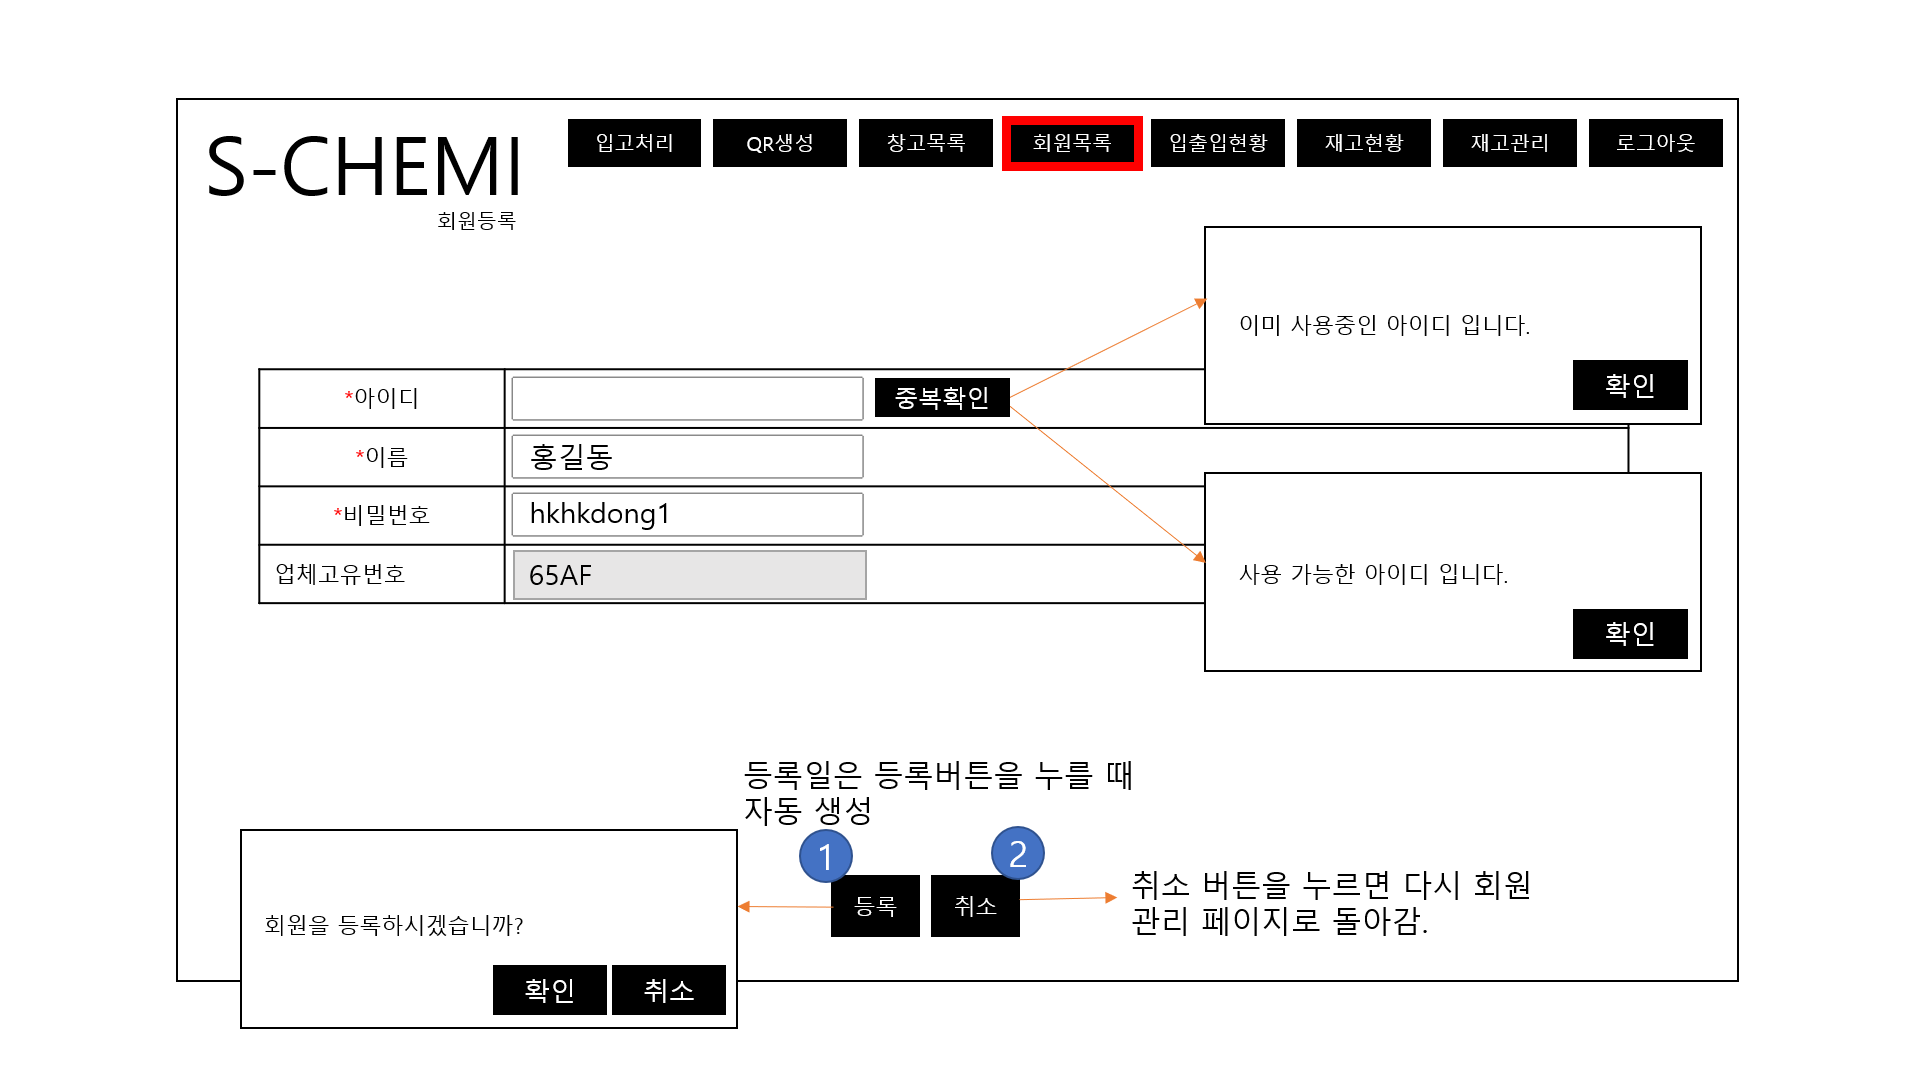 S-CHEMI
회원등록
입고처리
QR생성
창고목록
회원목록
입출입현황
재고현황
재고관리
로그아웃
이미 사용중인 아이디 입니다.
확인
*아이디
중복확인
*이름
홍길동
*비밀번호
hkhkdong1
업체고유번호
65AF
사용 가능한 아이디 입니다.
확인
등록일은 등록버튼을 누를 때
자동 생성
1
2
등록
취소
취소 버튼을 누르면 다시 회원
관리 페이지로 돌아감.
회원을 등록하시겠습니까?
확인
취소